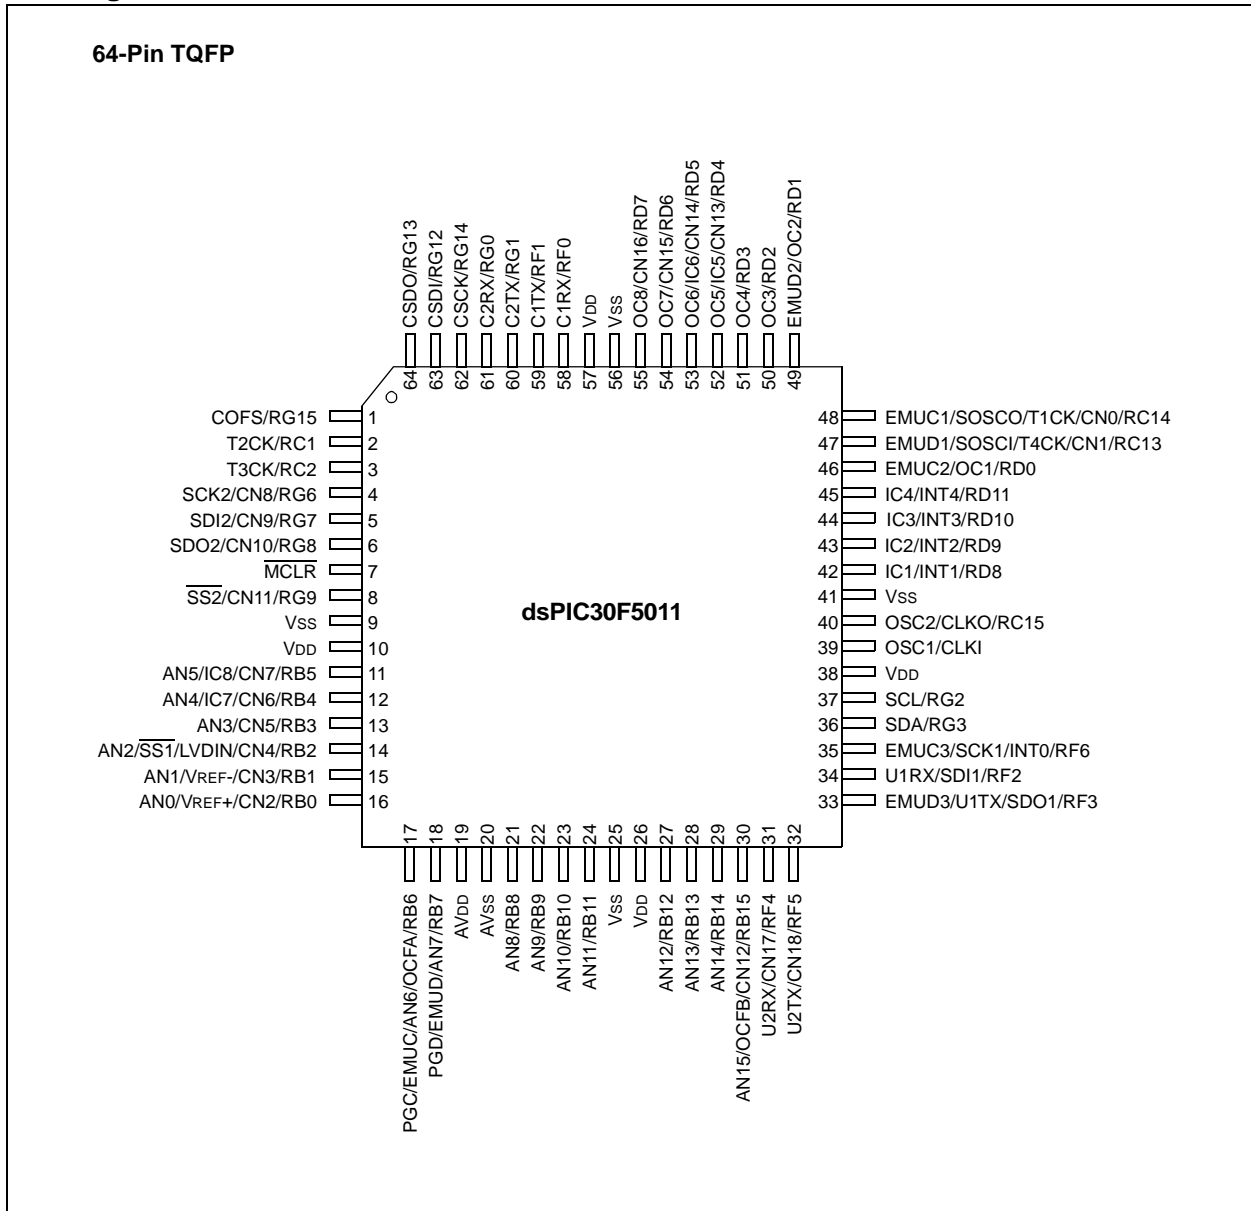 64-Pin TQFP
CSDO/RG13
CSDI/RG12
CSCK/RG14
C2RX/RG0
C2TX/RG1
C1TX/RF1
C1RX/RF0
VDD
VSS
OC8/CN16/RD7
OC7/CN15/RD6
OC6/IC6/CN14/RD5
OC5/IC5/CN13/RD4
OC4/RD3
OC3/RD2
EMUD2/OC2/RD1
64
63
62
61
60
59
58
57
56
55
54
53
52
51
50
49
COFS/RG15 1
T2CK/RC1 2
T3CK/RC2 3
SCK2/CN8/RG6 4
SDI2/CN9/RG7 5
SDO2/CN10/RG8 6
MCLR 7
SS2/CN11/RG9 8
VSS 9
VDD 10
AN5/IC8/CN7/RB5 11
AN4/IC7/CN6/RB4 12
AN3/CN5/RB3 13
AN2/SS1/LVDIN/CN4/RB2 14
AN1/VREF-/CN3/RB1 15
AN0/VREF+/CN2/RB0 16
dsPIC30F5011
48 EMUC1/SOSCO/T1CK/CN0/RC14
47 EMUD1/SOSCI/T4CK/CN1/RC13
46 EMUC2/OC1/RD0
45 IC4/INT4/RD11
44 IC3/INT3/RD10
43 IC2/INT2/RD9
42 IC1/INT1/RD8
41 VSS
40 OSC2/CLKO/RC15
39 OSC1/CLKI
38 VDD
37 SCL/RG2
36 SDA/RG3
35 EMUC3/SCK1/INT0/RF6
34 U1RX/SDI1/RF2
33 EMUD3/U1TX/SDO1/RF3
17
18
19
20
21
22
23
24
25
26
27
28
29
30
31
32
PGC/EMUC/AN6/OCFA/RB6
PGD/EMUD/AN7/RB7
AVDD
AVSS
AN8/RB8
AN9/RB9
AN10/RB10
AN11/RB11
VSS
VDD
AN12/RB12
AN13/RB13
AN14/RB14
AN15/OCFB/CN12/RB15
U2RX/CN17/RF4
U2TX/CN18/RF5